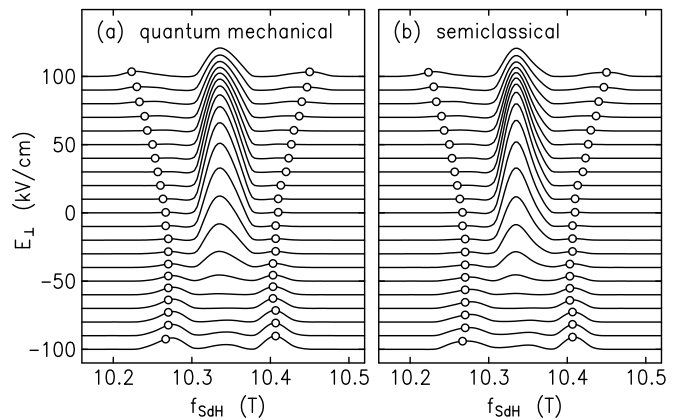 (a) quantum mechanical
(b) semiclassical
E⊥ (kV/cm)
100
50
0
−50
−100
10.2 10.3 10.4 10.5
10.2 10.3 10.4 10.5
f_SdH (T)
f_SdH (T)